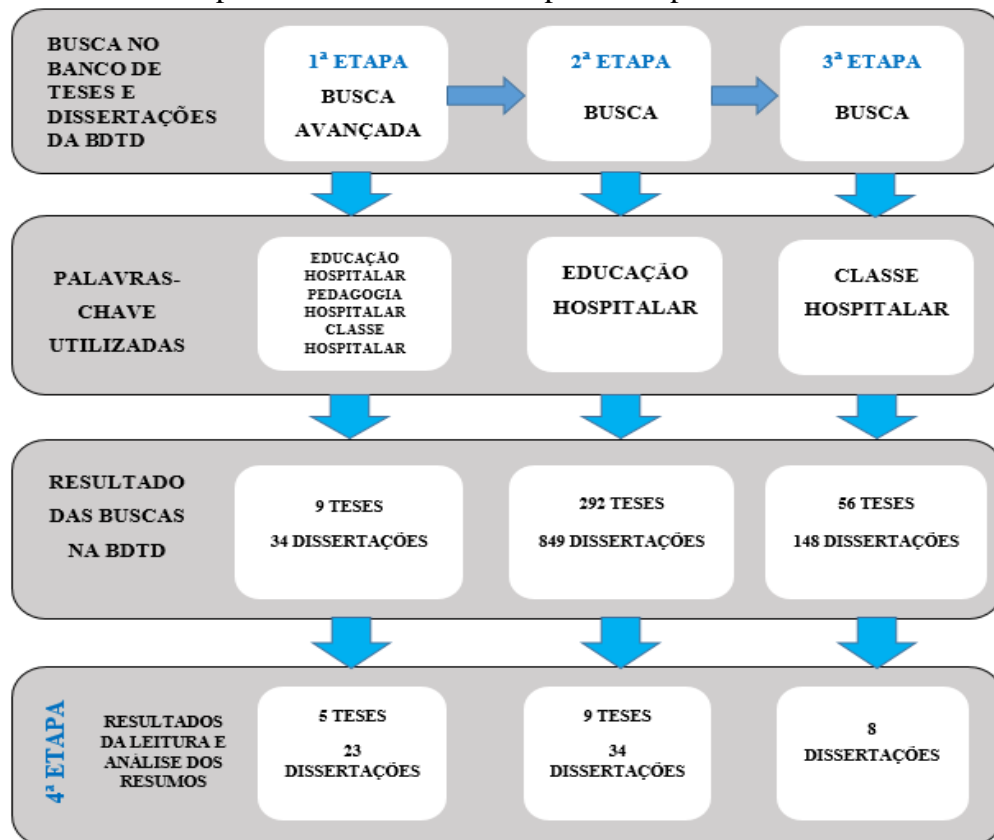 BUSCA NO
BANCO DE
TESES E
DISSERTAÇÕES
DA BDTD
1ª ETAPA
BUSCA
AVANÇADA
2ª ETAPA
BUSCA
3ª ETAPA
BUSCA
PALAVRAS-
CHAVE
UTILIZADAS
EDUCAÇÃO
HOSPITALAR
PEDAGOGIA
HOSPITALAR
CLASSE
HOSPITALAR
EDUCAÇÃO
HOSPITALAR
CLASSE
HOSPITALAR
RESULTADO
DAS BUSCAS
NA BDTD
9 TESES
34 DISSERTAÇÕES
292 TESES
849 DISSERTAÇÕES
56 TESES
148 DISSERTAÇÕES
4ª ETAPA
RESULTADOS
DA LEITURA E
ANÁLISE DOS
RESUMOS
5 TESES
23
DISSERTAÇÕES
9 TESES
34
DISSERTAÇÕES
8
DISSERTAÇÕES